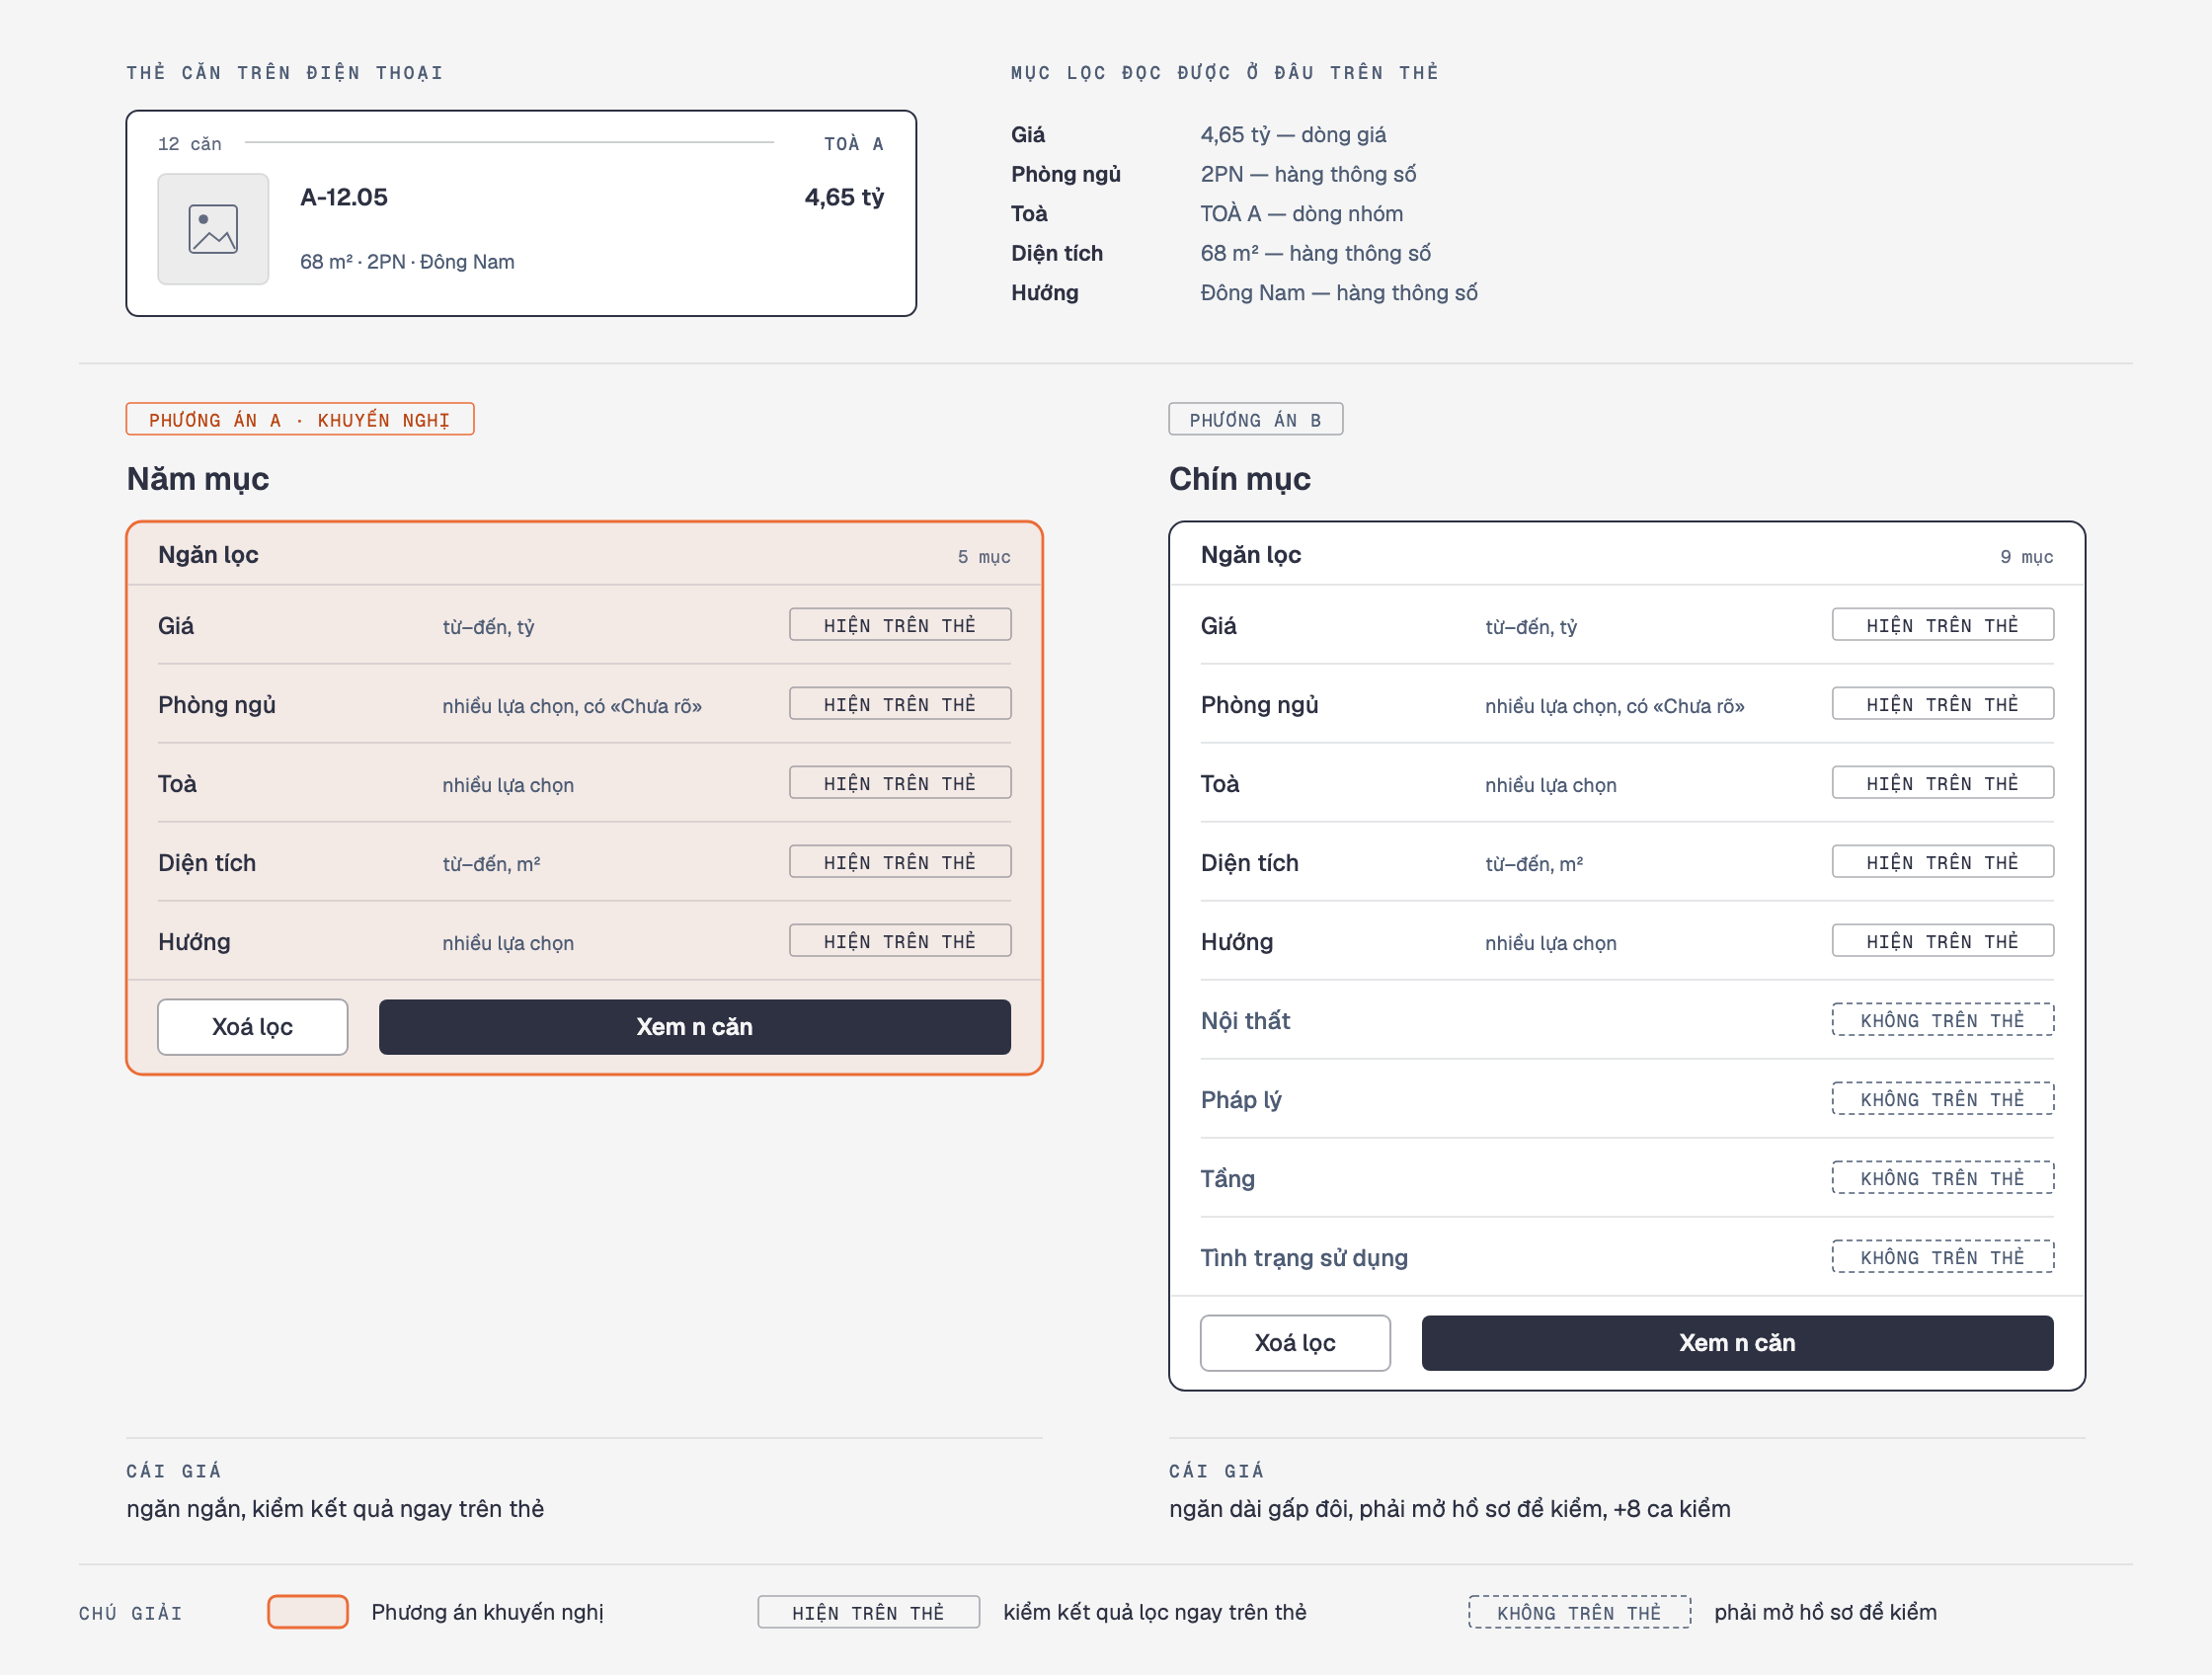 THẺ CĂN TRÊN ĐIỆN THOẠI
12 căn
TOÀ A
A-12.05
4,65 tỷ
68 m² · 2PN · Đông Nam
MỤC LỌC ĐỌC ĐƯỢC Ở ĐÂU TRÊN THẺ
Giá 4,65 tỷ — dòng giá
Phòng ngủ 2PN — hàng thông số
Toà TOÀ A — dòng nhóm
Diện tích 68 m² — hàng thông số
Hướng Đông Nam — hàng thông số
PHƯƠNG ÁN A · KHUYẾN NGHỊ
Năm mục
Ngăn lọc 5 mục
Giá từ–đến, tỷ HIỆN TRÊN THẺ
Phòng ngủ nhiều lựa chọn, có «Chưa rõ» HIỆN TRÊN THẺ
Toà nhiều lựa chọn HIỆN TRÊN THẺ
Diện tích từ–đến, m² HIỆN TRÊN THẺ
Hướng nhiều lựa chọn HIỆN TRÊN THẺ
Xoá lọc Xem n căn
CÁI GIÁ
ngăn ngắn, kiểm kết quả ngay trên thẻ
PHƯƠNG ÁN B
Chín mục
Ngăn lọc 9 mục
Giá từ–đến, tỷ HIỆN TRÊN THẺ
Phòng ngủ nhiều lựa chọn, có «Chưa rõ» HIỆN TRÊN THẺ
Toà nhiều lựa chọn HIỆN TRÊN THẺ
Diện tích từ–đến, m² HIỆN TRÊN THẺ
Hướng nhiều lựa chọn HIỆN TRÊN THẺ
Nội thất KHÔNG TRÊN THẺ
Pháp lý KHÔNG TRÊN THẺ
Tầng KHÔNG TRÊN THẺ
Tình trạng sử dụng KHÔNG TRÊN THẺ
Xoá lọc Xem n căn
CÁI GIÁ
ngăn dài gấp đôi, phải mở hồ sơ để kiểm, +8 ca kiểm
CHÚ GIẢI Phương án khuyến nghị HIỆN TRÊN THẺ kiểm kết quả lọc ngay trên thẻ KHÔNG TRÊN THẺ phải mở hồ sơ để kiểm